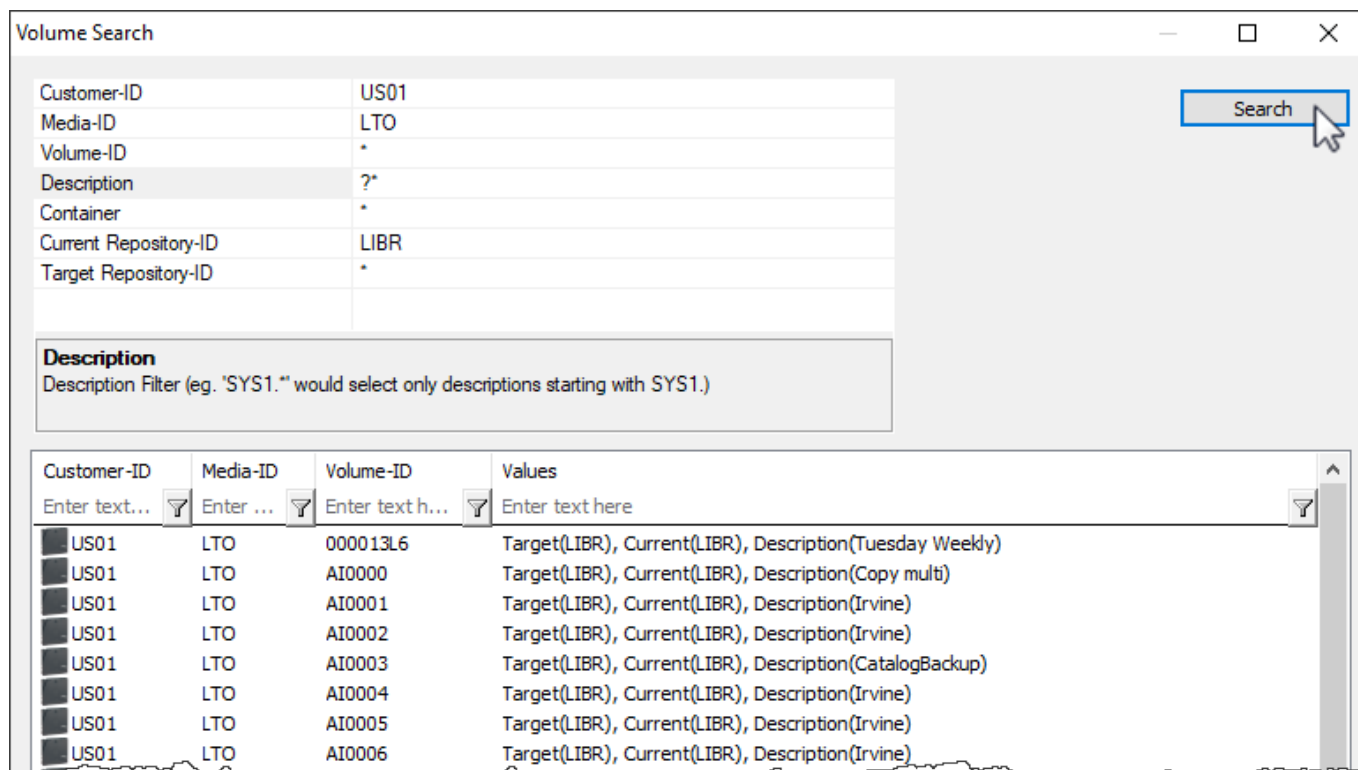 Volume Search
Customer-ID US01
Media-ID LTO
Volume-ID *
Description ?*
Container *
Current Repository-ID LIBR
Target Repository-ID *
Search
Description
Description Filter (eg. 'SYS1.*' would select only descriptions starting with SYS1.)
Customer-ID Media-ID Volume-ID Values
Enter text... Enter ... Enter text h... Enter text here
US01 LTO 000013L6 Target(LIBR), Current(LIBR), Description(Tuesday Weekly)
US01 LTO AI0000 Target(LIBR), Current(LIBR), Description(Copy multi)
US01 LTO AI0001 Target(LIBR), Current(LIBR), Description(Irvine)
US01 LTO AI0002 Target(LIBR), Current(LIBR), Description(Irvine)
US01 LTO AI0003 Target(LIBR), Current(LIBR), Description(CatalogBackup)
US01 LTO AI0004 Target(LIBR), Current(LIBR), Description(Irvine)
US01 LTO AI0005 Target(LIBR), Current(LIBR), Description(Irvine)
US01 LTO AI0006 Target(LIBR), Current(LIBR), Description(Irvine)